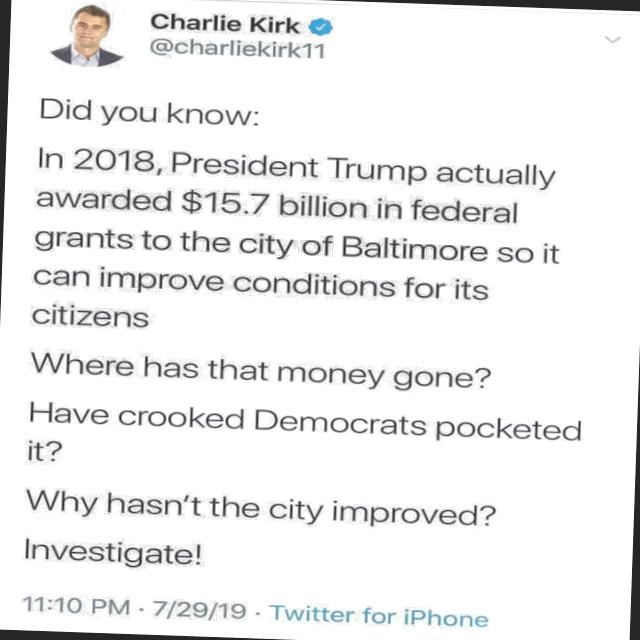 Charlie Kirk
@charliekirk11
Did you know:
In 2018, President Trump actually
awarded $15.7 billion in federal
grants to the city of Baltimore so it
can improve conditions for its
citizens
Where has that money gone?
Have crooked Democrats pocketed
it?
Why hasn't the city improved?
Investigate!
11:10 PM · 7/29/19 · Twitter for iPhone